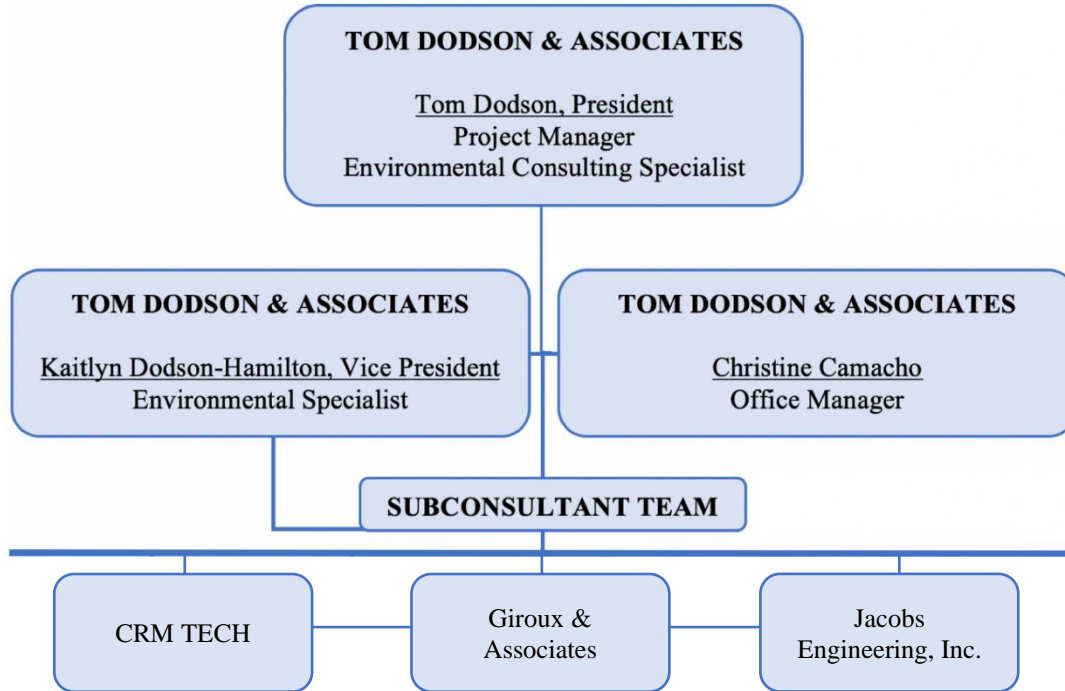 TOM DODSON & ASSOCIATES
Tom Dodson, President
Project Manager
Environmental Consulting Specialist
TOM DODSON & ASSOCIATES
Kaitlyn Dodson-Hamilton, Vice President
Environmental Specialist
TOM DODSON & ASSOCIATES
Christine Camacho
Office Manager
SUBCONSULTANT TEAM
CRM TECH
Giroux &
Associates
Jacobs
Engineering, Inc.